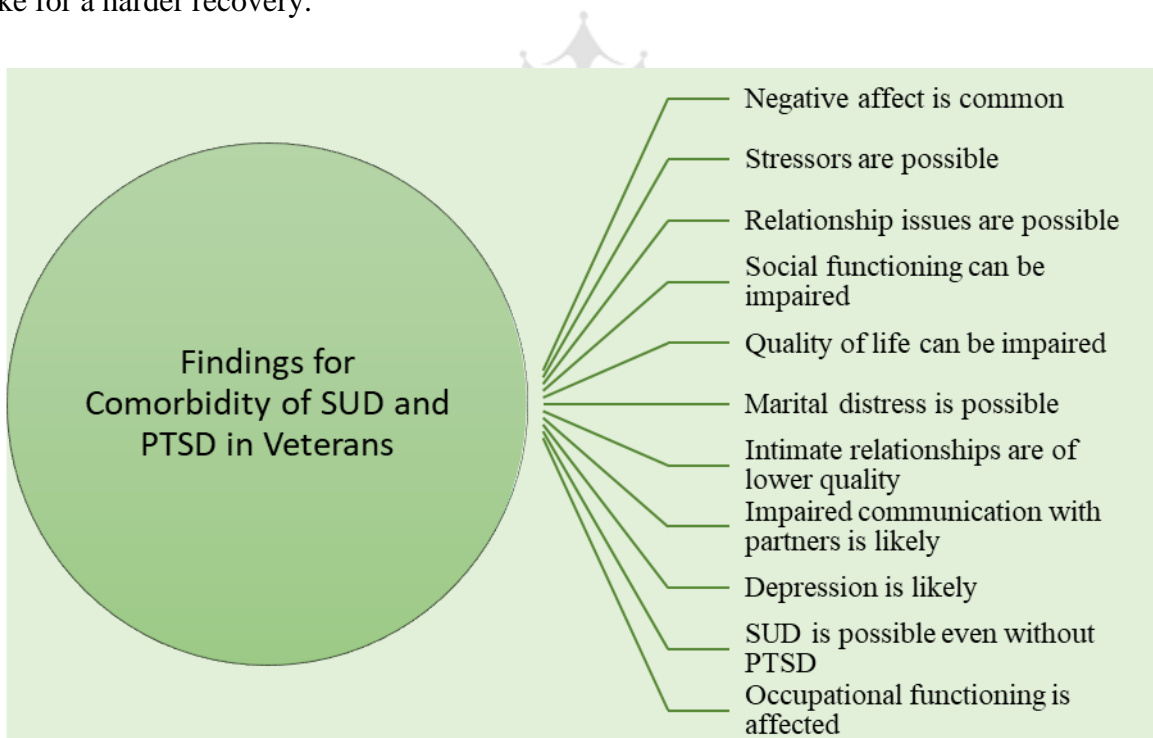 for a harder recovery.
Findings for
Comorbidity of SUD and
PTSD in Veterans
Negative affect is common
Stressors are possible
Relationship issues are possible
Social functioning can be
impaired
Quality of life can be impaired
Marital distress is possible
Intimate relationships are of
lower quality
Impaired communication with
partners is likely
Depression is likely
SUD is possible even without
PTSD
Occupational functioning is
affected